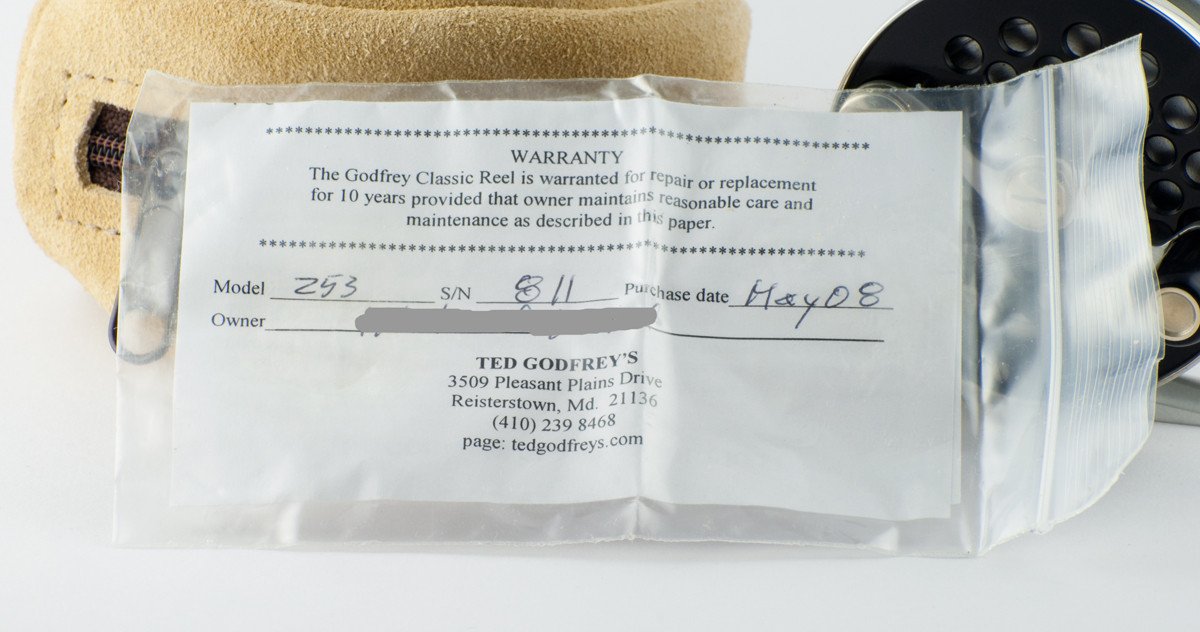 ************************************************************************
WARRANTY
The Godfrey Classic Reel is warranted for repair or replacement
for 10 years provided that owner maintains reasonable care and
maintenance as described in this paper.
************************************************************************
Model 253 S/N 811 Purchase date May 08
Owner
TED GODFREY'S
3509 Pleasant Plains Drive
Reisterstown, Md. 21136
(410) 239 8468
page: tedgodfreys.com